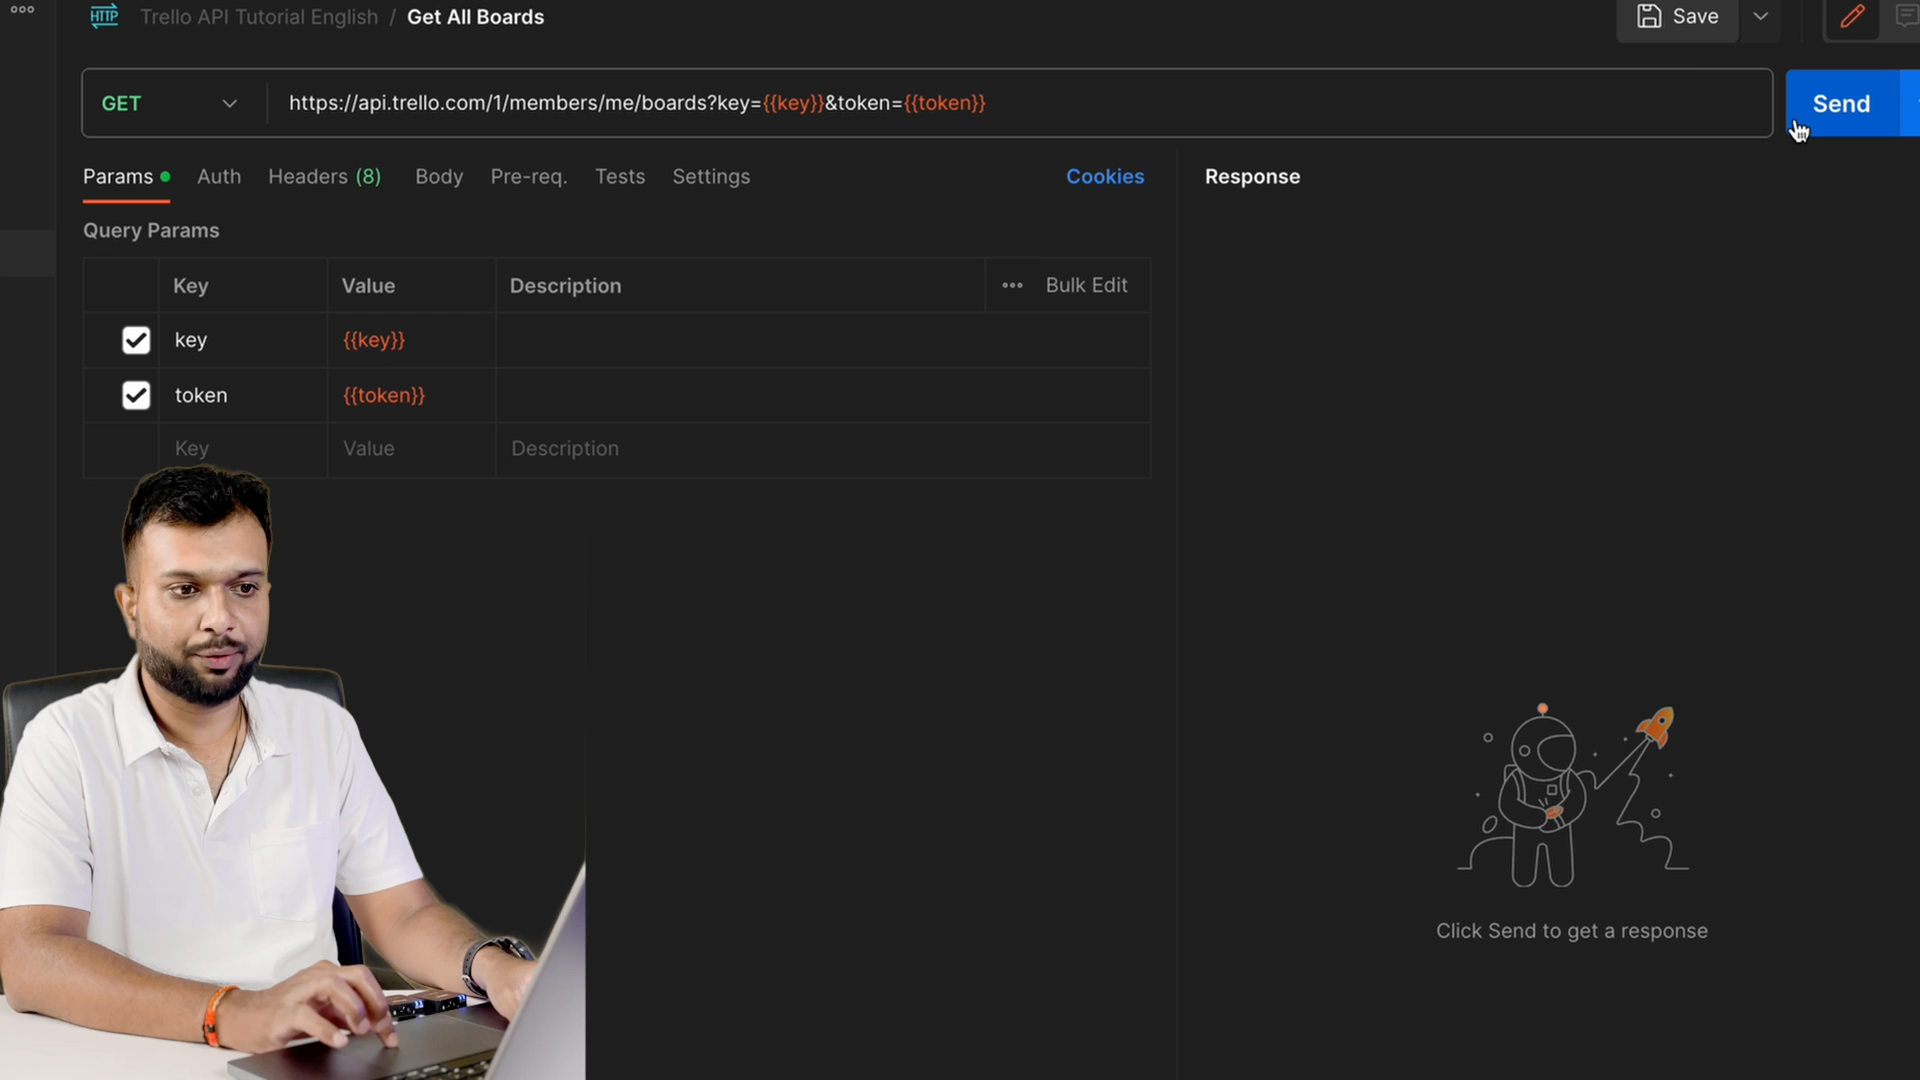 HTTP Trello API Tutorial English / Get All Boards Save
GET https://api.trello.com/1/members/me/boards?key={{key}}&token={{token}} Send
Params Auth Headers (8) Body Pre-req. Tests Settings Cookies Response
Query Params
Key Value Description ••• Bulk Edit
key {{key}}
token {{token}}
Key Value Description
Click Send to get a response